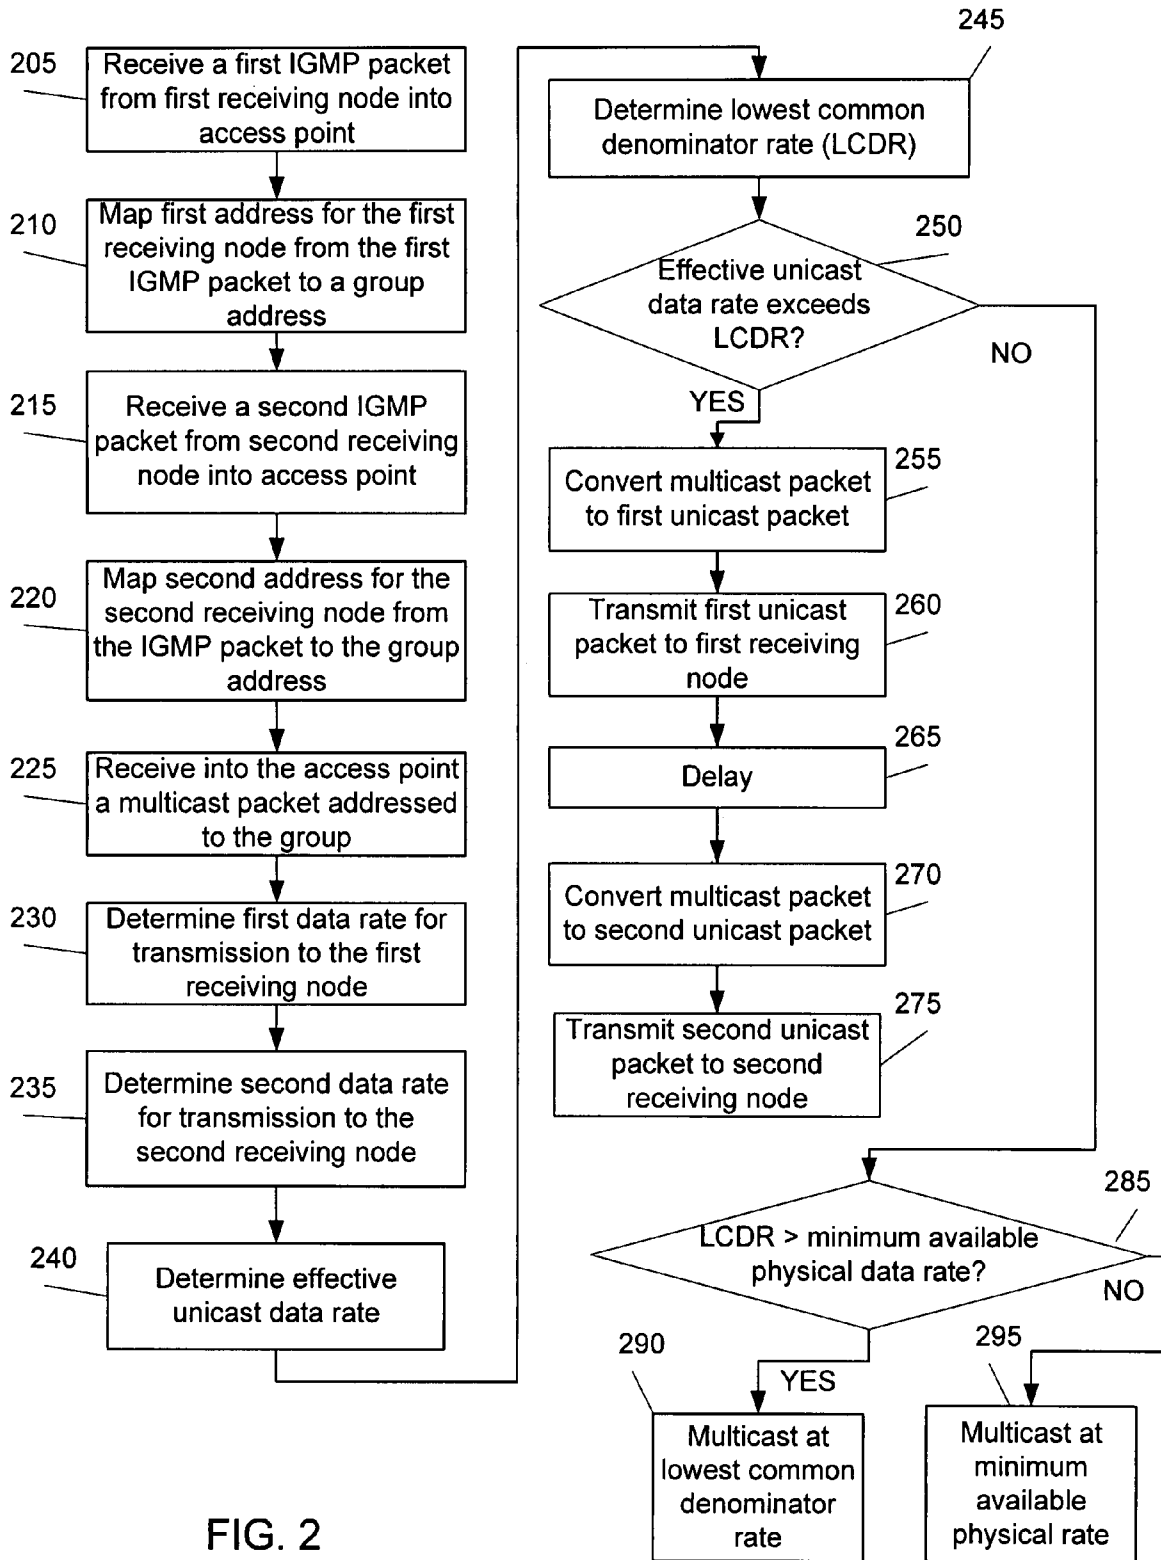 205
Receive a first IGMP packet
from first receiving node into
access point
210
Map first address for the first
receiving node from the first
IGMP packet to a group
address
215
Receive a second IGMP
packet from second receiving
node into access point
220
Map second address for the
second receiving node from
the IGMP packet to the group
address
225
Receive into the access point
a multicast packet addressed
to the group
230
Determine first data rate for
transmission to the first
receiving node
235
Determine second data rate
for transmission to the
second receiving node
240
Determine effective
unicast data rate
245
Determine lowest common
denominator rate (LCDR)
250
Effective unicast
data rate exceeds
LCDR?
NO
YES
255
Convert multicast packet
to first unicast packet
260
Transmit first unicast
packet to first receiving
node
265
Delay
270
Convert multicast packet
to second unicast packet
275
Transmit second unicast
packet to second
receiving node
285
LCDR > minimum available
physical data rate?
NO
YES
290
Multicast at
lowest common
denominator
rate
295
Multicast at
minimum
available
physical rate
FIG. 2